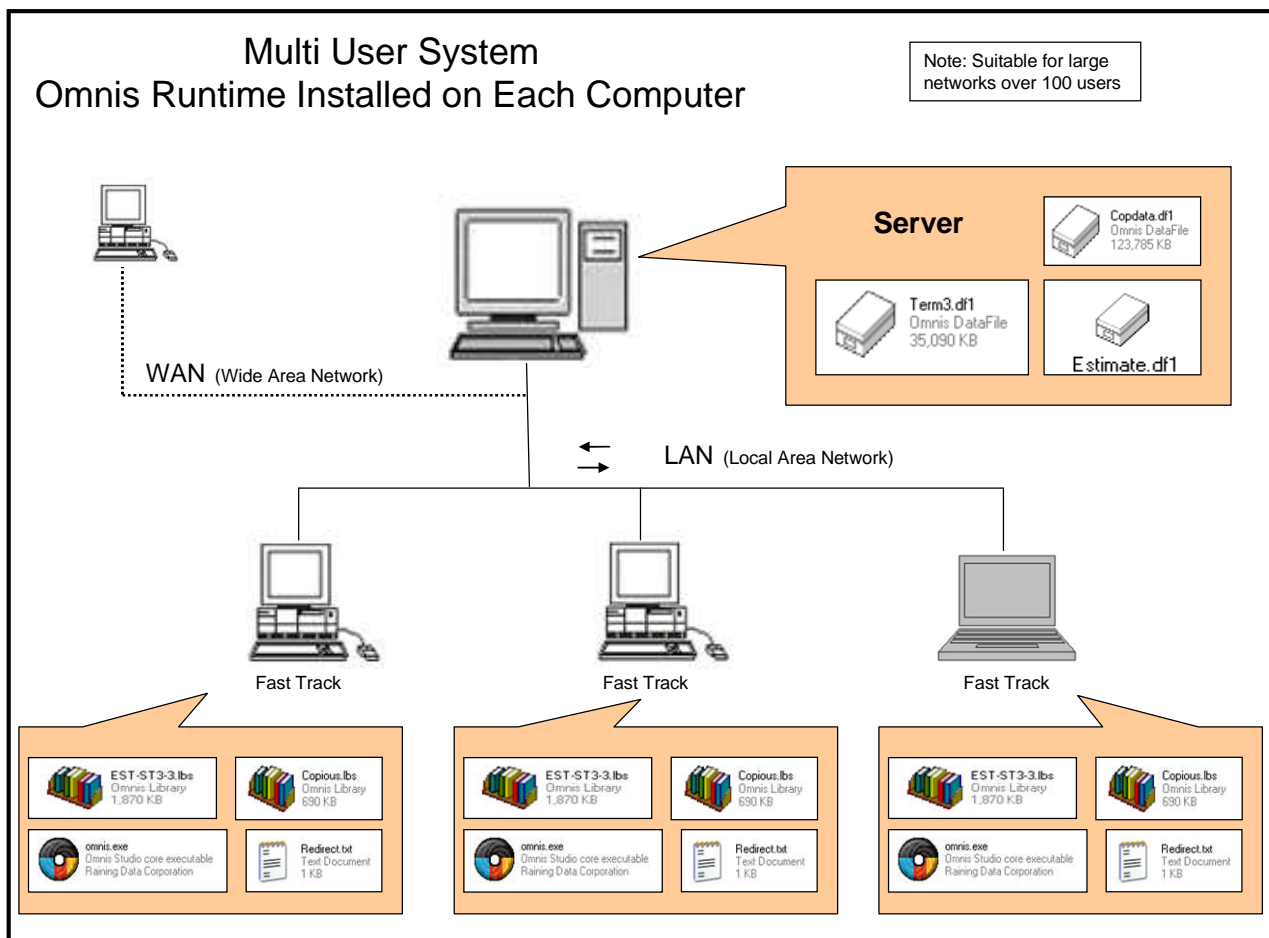 Multi User System
Omnis Runtime Installed on Each Computer
Note: Suitable for large
networks over 100 users
Server
Copdata.df1
Omnis DataFile
123,785 KB
Term3.df1
Omnis DataFile
35,090 KB
Estimate.df1
WAN (Wide Area Network)
LAN (Local Area Network)
Fast Track
Fast Track
Fast Track
EST-ST3-3.lbs
Omnis Library
1,870 KB
Copious.lbs
Omnis Library
690 KB
omnis.exe
Omnis Studio core executable
Raining Data Corporation
Redirect.txt
Text Document
1 KB
EST-ST3-3.lbs
Omnis Library
1,870 KB
Copious.lbs
Omnis Library
690 KB
omnis.exe
Omnis Studio core executable
Raining Data Corporation
Redirect.txt
Text Document
1 KB
EST-ST3-3.lbs
Omnis Library
1,870 KB
Copious.lbs
Omnis Library
690 KB
omnis.exe
Omnis Studio core executable
Raining Data Corporation
Redirect.txt
Text Document
1 KB